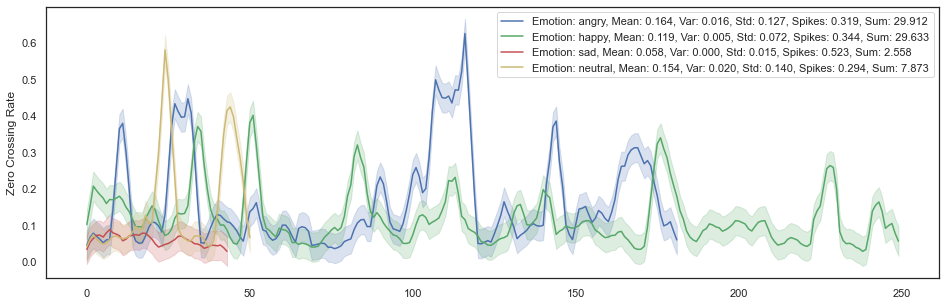 Emotion: angry, Mean: 0.164, Var: 0.016, Std: 0.127, Spikes: 0.319, Sum: 29.912
Emotion: happy, Mean: 0.119, Var: 0.005, Std: 0.072, Spikes: 0.344, Sum: 29.633
Emotion: sad, Mean: 0.058, Var: 0.000, Std: 0.015, Spikes: 0.523, Sum: 2.558
Emotion: neutral, Mean: 0.154, Var: 0.020, Std: 0.140, Spikes: 0.294, Sum: 7.873
Zero Crossing Rate
0.6
0.5
0.4
0.3
0.2
0.1
0.0
0 50 100 150 200 250